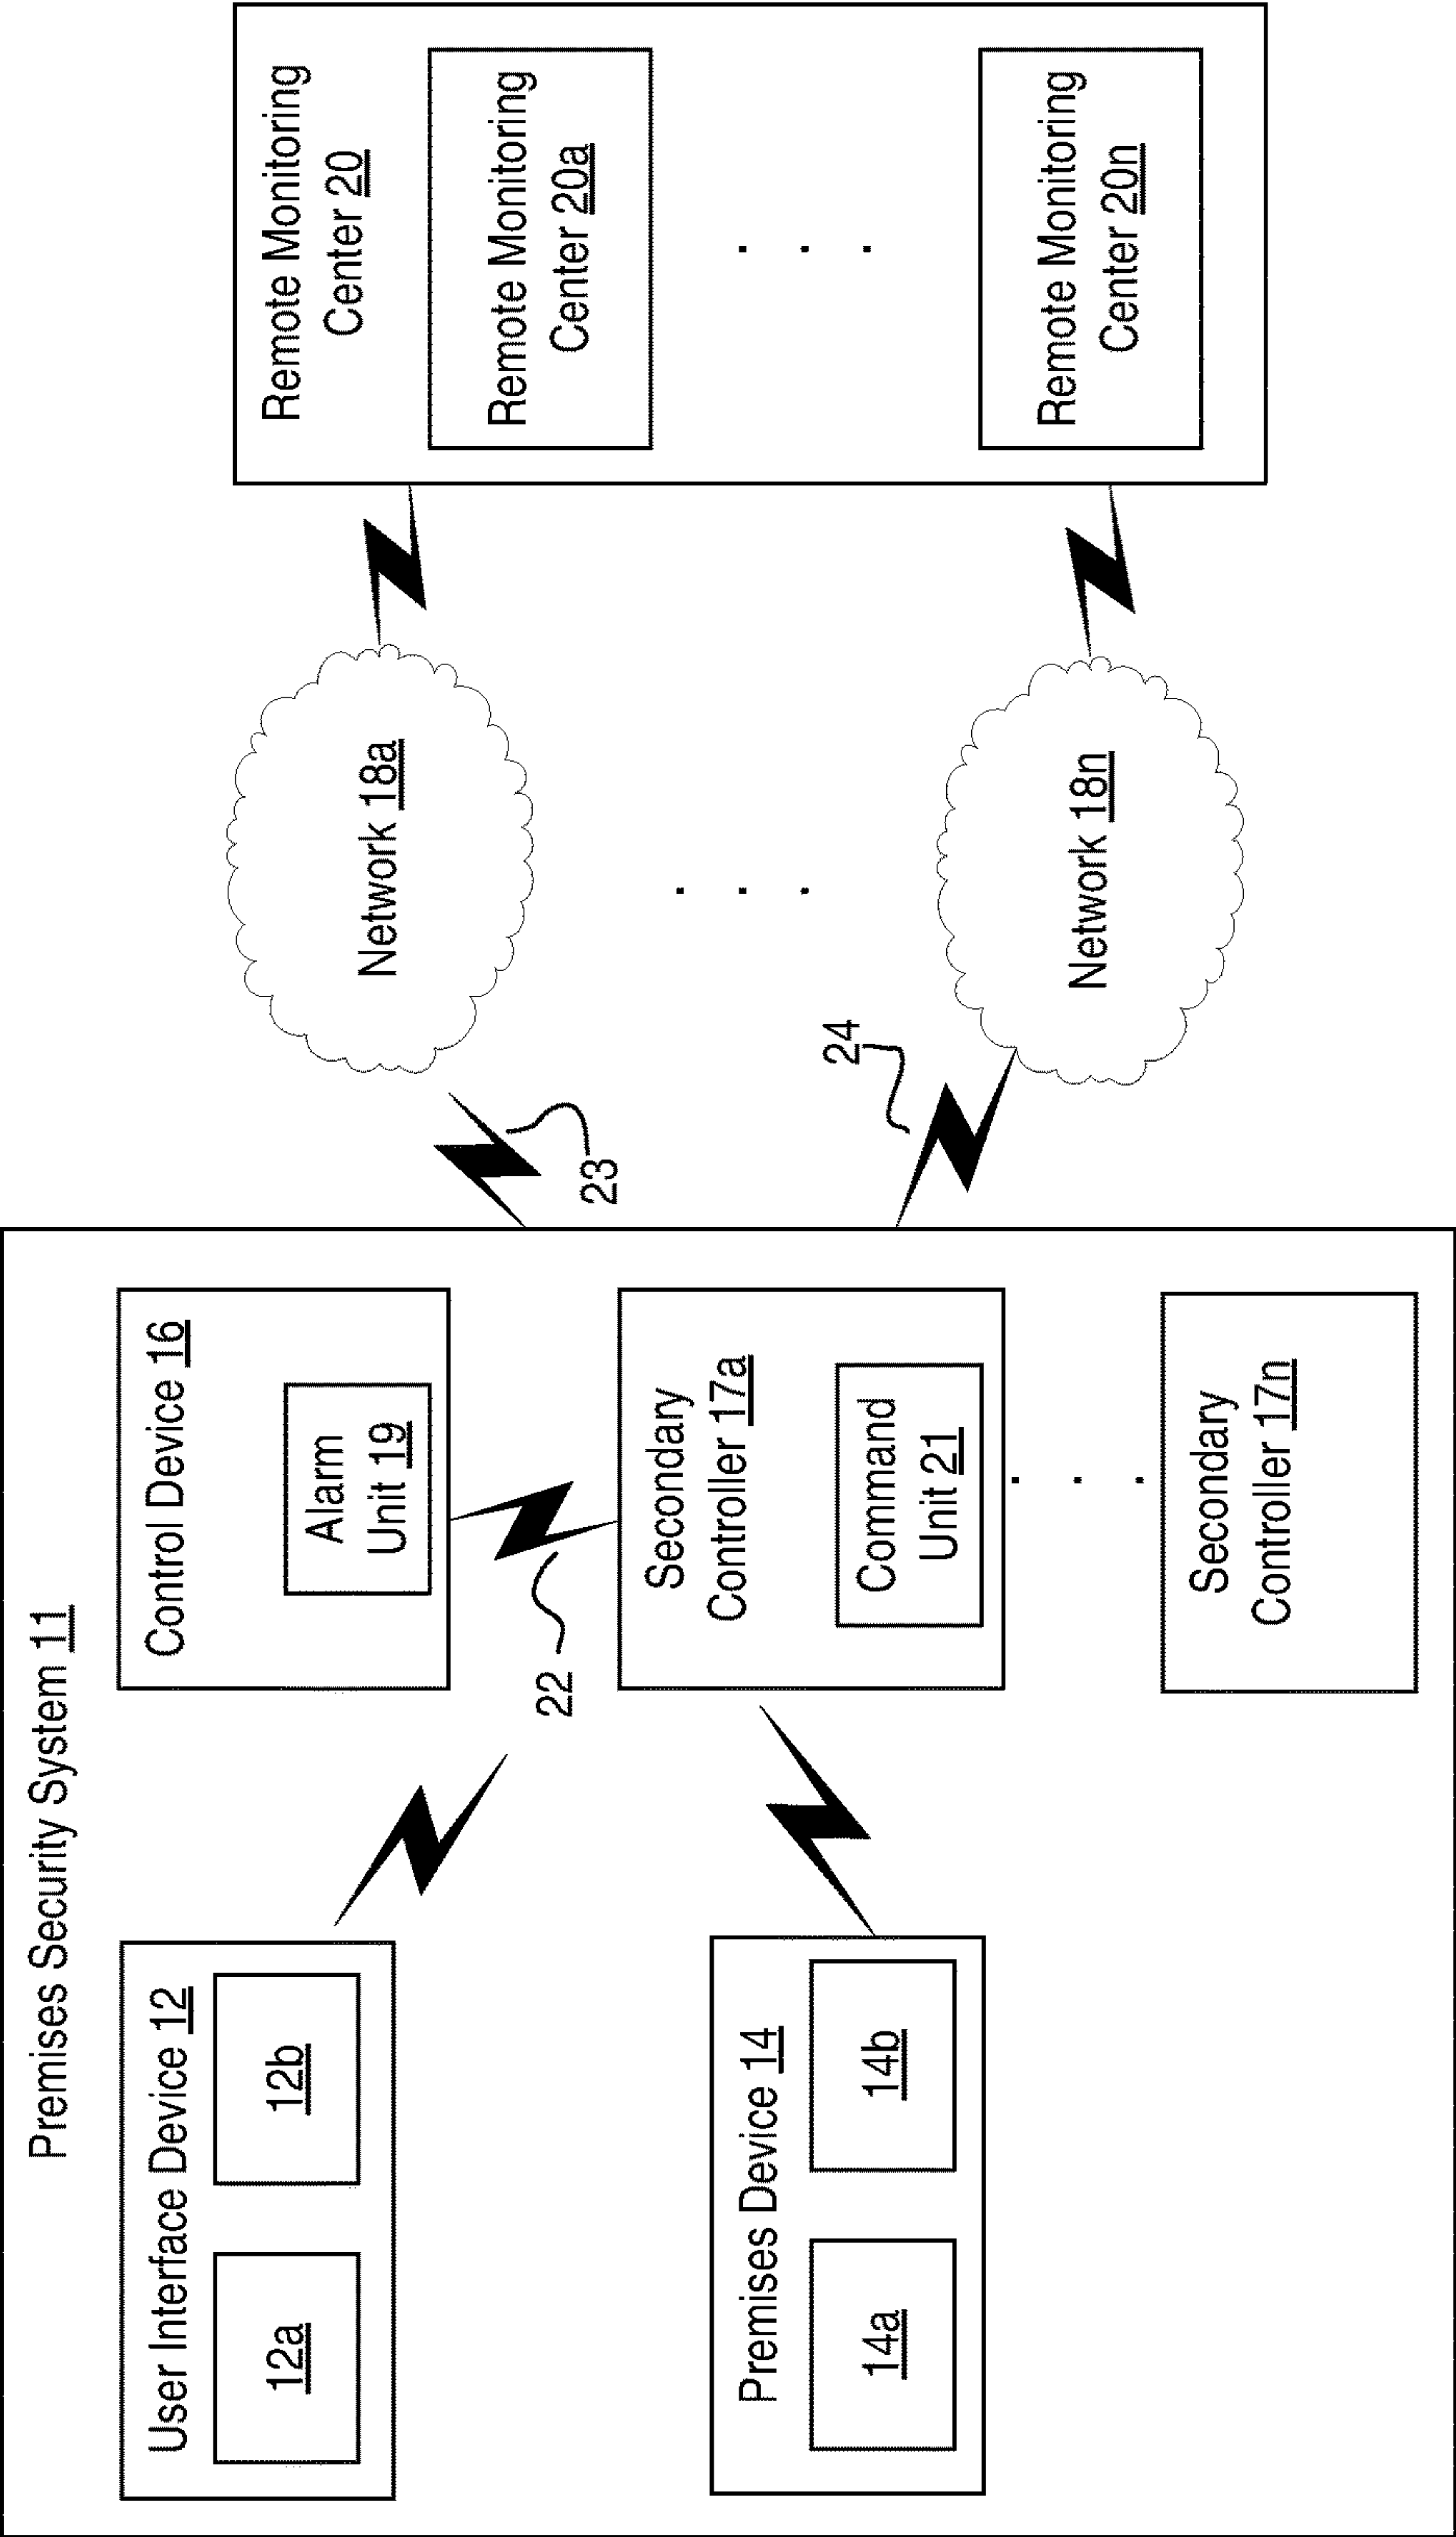 Premises Security System 11
User Interface Device 12
12a
12b
Premises Device 14
14a
14b
Control Device 16
Alarm
Unit 19
22
Secondary
Controller 17a
Command
Unit 21
. . .
Secondary
Controller 17n
23
24
Network 18a
. . .
Network 18n
Remote Monitoring
Center 20
Remote Monitoring
Center 20a
. . .
Remote Monitoring
Center 20n